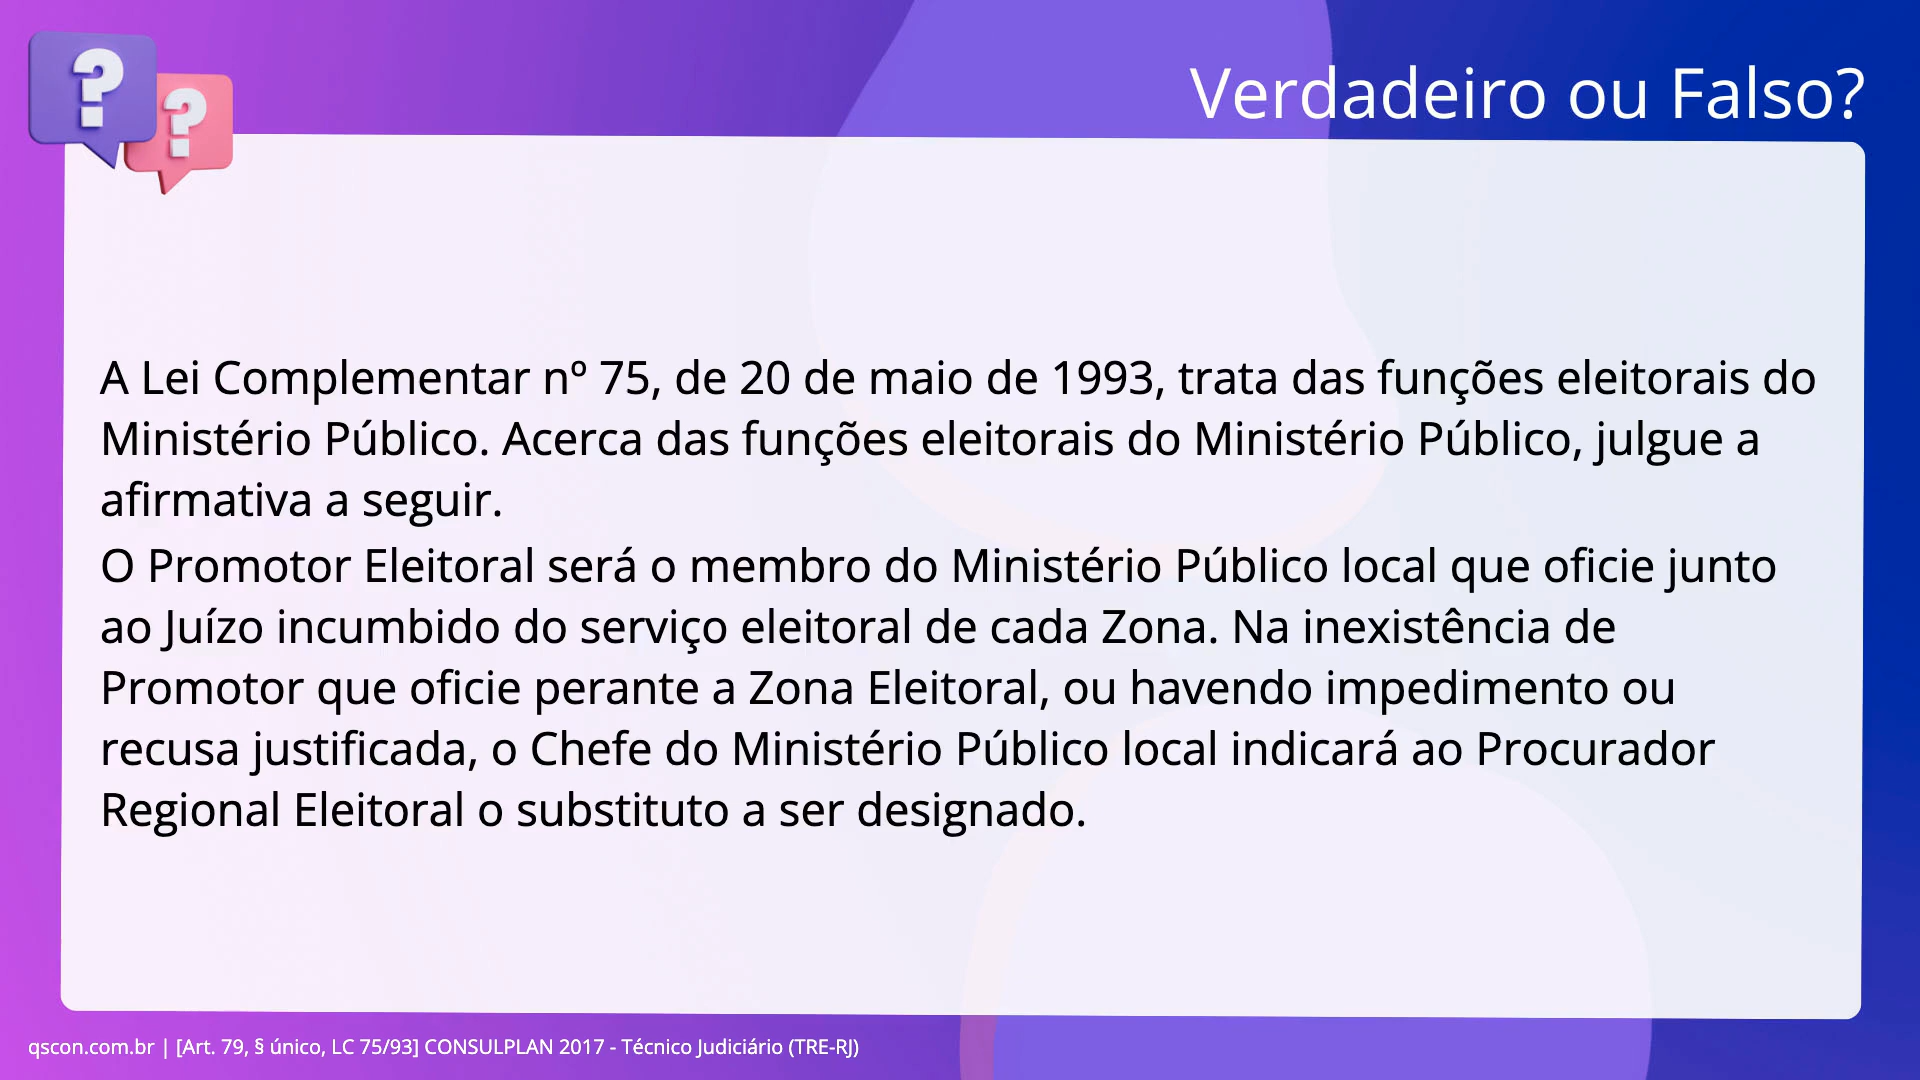 Verdadeiro ou Falso?
A Lei Complementar nº 75, de 20 de maio de 1993, trata das funções eleitorais do
Ministério Público. Acerca das funções eleitorais do Ministério Público, julgue a
afirmativa a seguir.
O Promotor Eleitoral será o membro do Ministério Público local que oficie junto
ao Juízo incumbido do serviço eleitoral de cada Zona. Na inexistência de
Promotor que oficie perante a Zona Eleitoral, ou havendo impedimento ou
recusa justificada, o Chefe do Ministério Público local indicará ao Procurador
Regional Eleitoral o substituto a ser designado.
qscon.com.br | [Art. 79, § único, LC 75/93] CONSULPLAN 2017 - Técnico Judiciário (TRE-RJ)